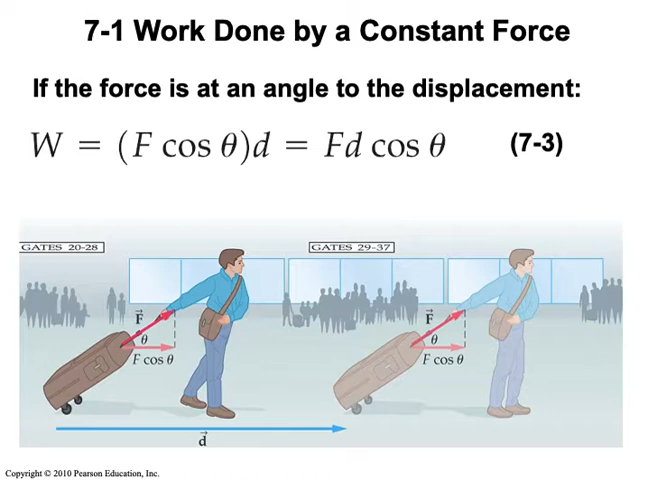 7-1 Work Done by a Constant Force
If the force is at an angle to the displacement:
W = (F cos θ)d = Fd cos θ (7-3)
GATES 20-28
GATES 29-37
F⃗
θ
F cos θ
F⃗
θ
F cos θ
d⃗
Copyright © 2010 Pearson Education, Inc.